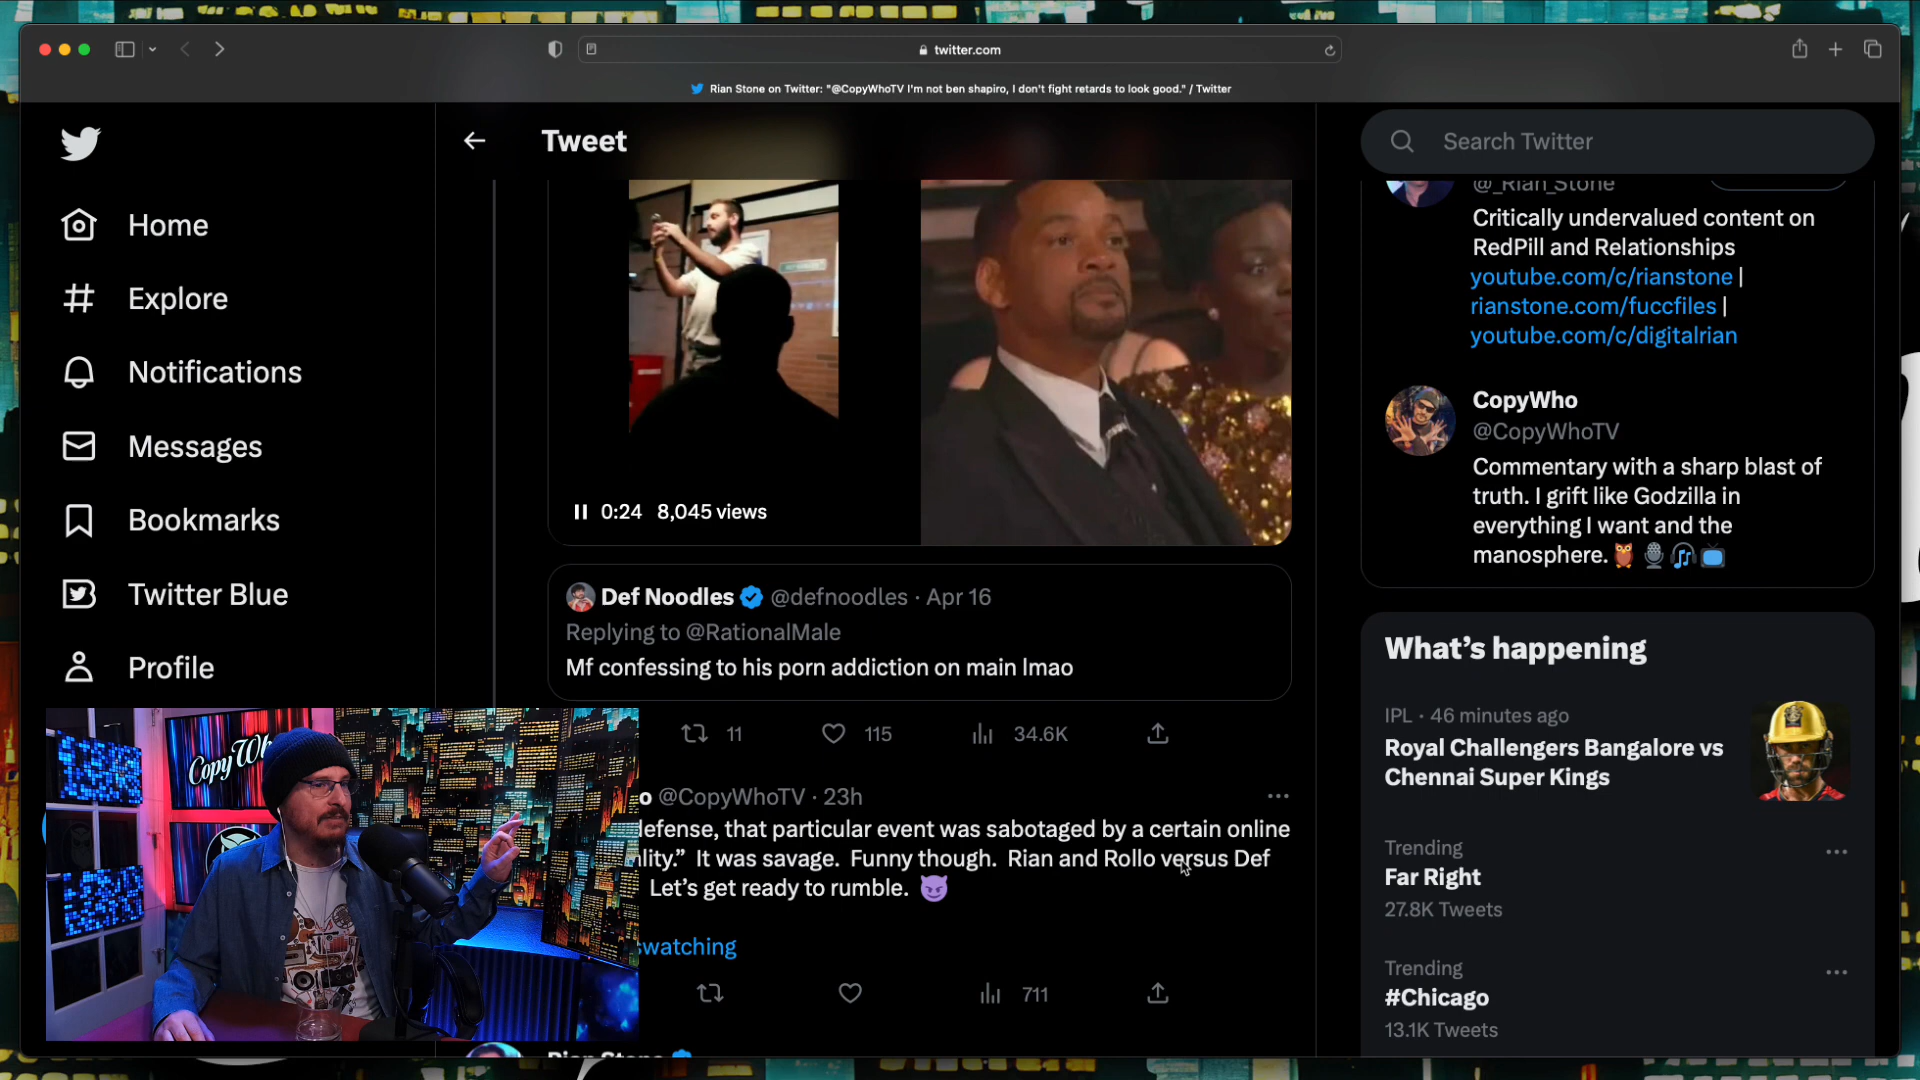 twitter.com
Rian Stone on Twitter: "@CopyWhoTV I'm not ben shapiro, I don't fight retards to look good." / Twitter
Tweet
Search Twitter
Home
Explore
Notifications
Messages
Bookmarks
Twitter Blue
Profile
0:24 8,045 views
Def Noodles @defnoodles · Apr 16
Replying to @RationalMale
Mf confessing to his porn addiction on main lmao
11 115 34.6K
@CopyWhoTV · 23h
defense, that particular event was sabotaged by a certain online
It was savage. Funny though. Rian and Rollo versus Def
Let's get ready to rumble.
watching
711
@_Rian_Stone
Critically undervalued content on
RedPill and Relationships
youtube.com/c/rianstone |
rianstone.com/fuccfiles |
youtube.com/c/digitalrian
CopyWho
@CopyWhoTV
Commentary with a sharp blast of
truth. I grift like Godzilla in
everything I want and the
manosphere.
What's happening
IPL · 46 minutes ago
Royal Challengers Bangalore vs
Chennai Super Kings
Trending
Far Right
27.8K Tweets
Trending
#Chicago
13.1K Tweets
Copy Wh